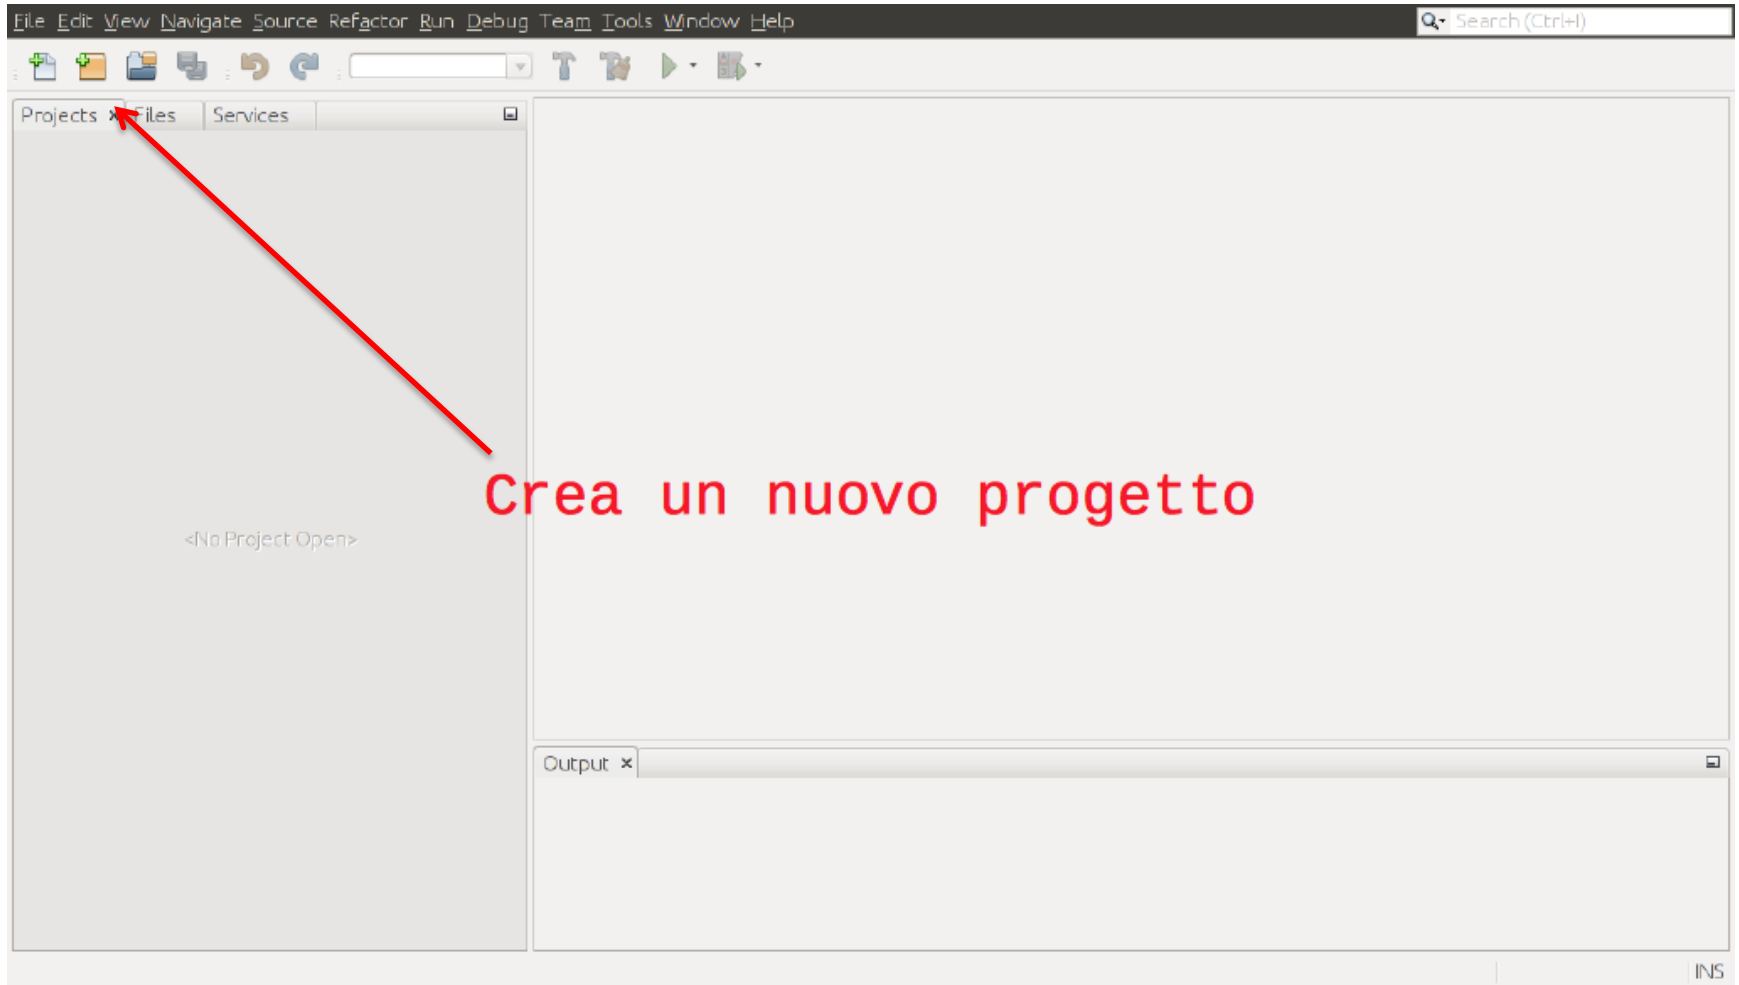 File Edit View Navigate Source Refactor Run Debug Team Tools Window Help Search (Ctrl+I)
Projects Files Services
Crea un nuovo progetto
<No Project Open>
Output
INS